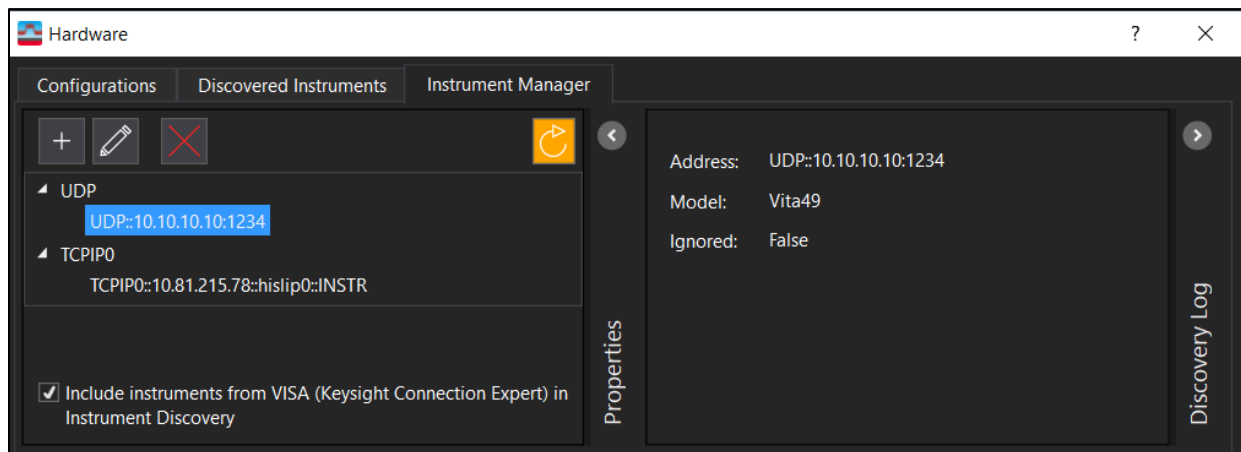 Hardware
?
Configurations
Discovered Instruments
Instrument Manager
UDP
UDP::10.10.10.10:1234
TCPIP0
TCPIP0::10.81.215.78::hislip0::INSTR
Include instruments from VISA (Keysight Connection Expert) in
Instrument Discovery
Properties
Address: UDP::10.10.10.10:1234
Model: Vita49
Ignored: False
Discovery Log